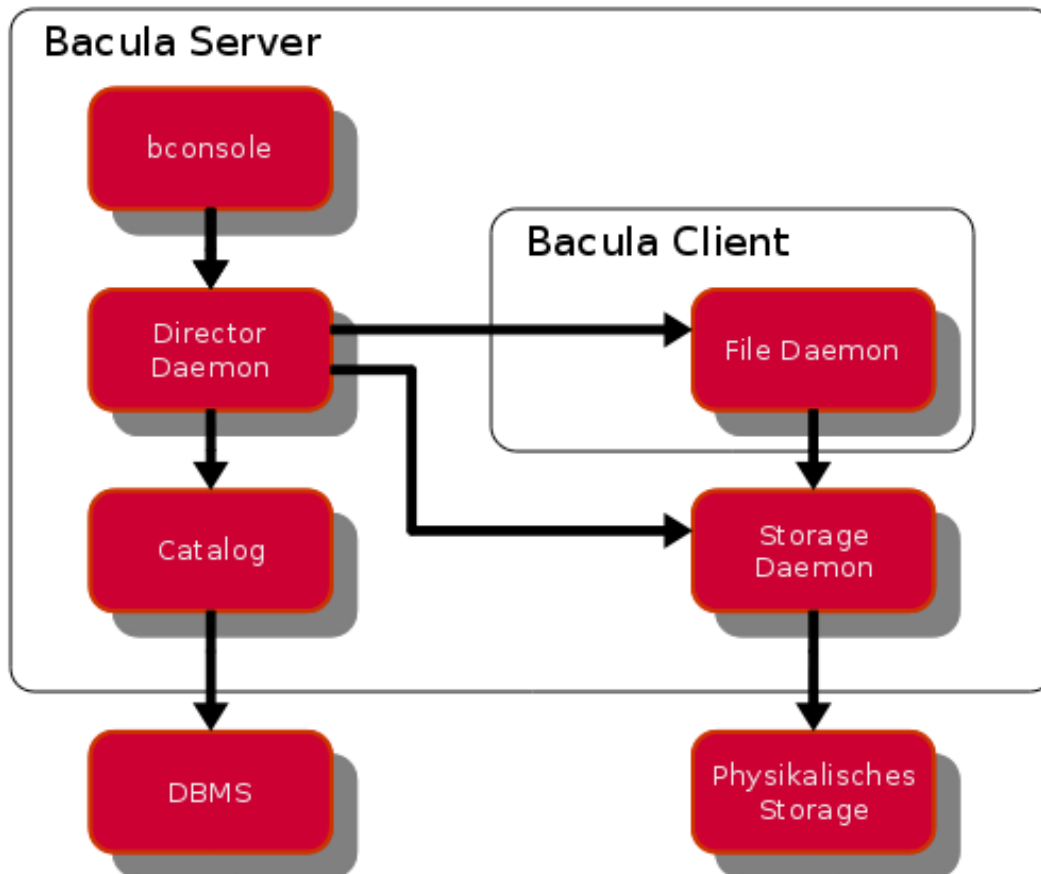 Bacula Server
bconsole
Bacula Client
Director
Daemon
File Daemon
Catalog
Storage
Daemon
DBMS
Physikalisches
Storage